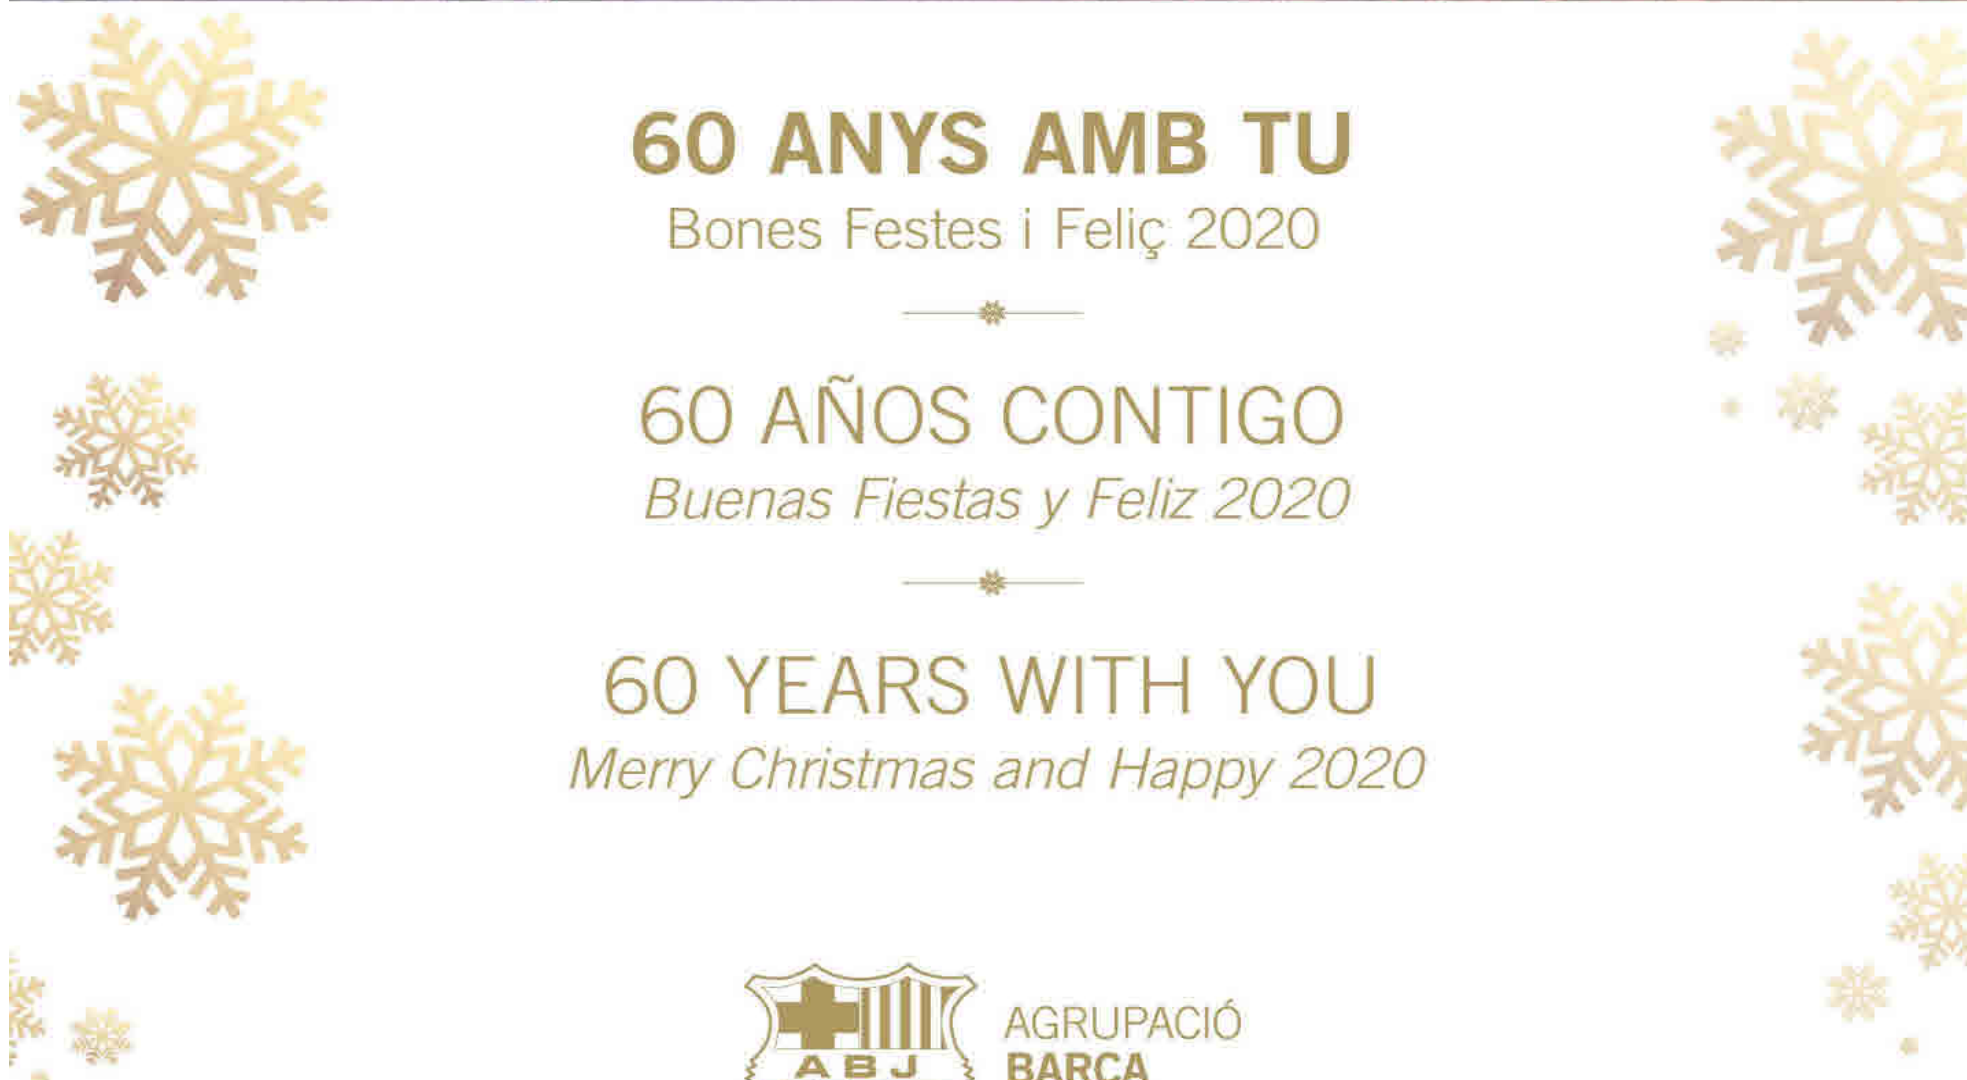 60 ANYS AMB TU
Bones Festes i Feliç 2020
60 AÑOS CONTIGO
Buenas Fiestas y Feliz 2020
60 YEARS WITH YOU
Merry Christmas and Happy 2020
ABJ
AGRUPACIÓ
BARÇA